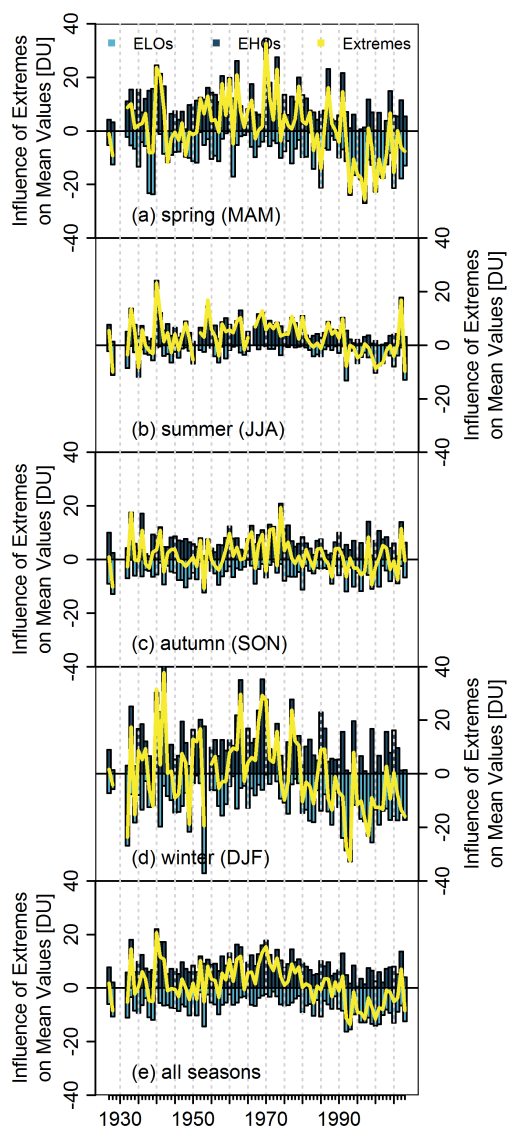 ELOs EHOs Extremes
40
20
0
-20
-40
Influence of Extremes
on Mean Values [DU]
(a) spring (MAM)
40
20
0
-20
-40
Influence of Extremes
on Mean Values [DU]
(b) summer (JJA)
40
20
0
-20
-40
Influence of Extremes
on Mean Values [DU]
(c) autumn (SON)
40
20
0
-20
-40
Influence of Extremes
on Mean Values [DU]
(d) winter (DJF)
40
20
0
-20
-40
Influence of Extremes
on Mean Values [DU]
(e) all seasons
1930 1950 1970 1990